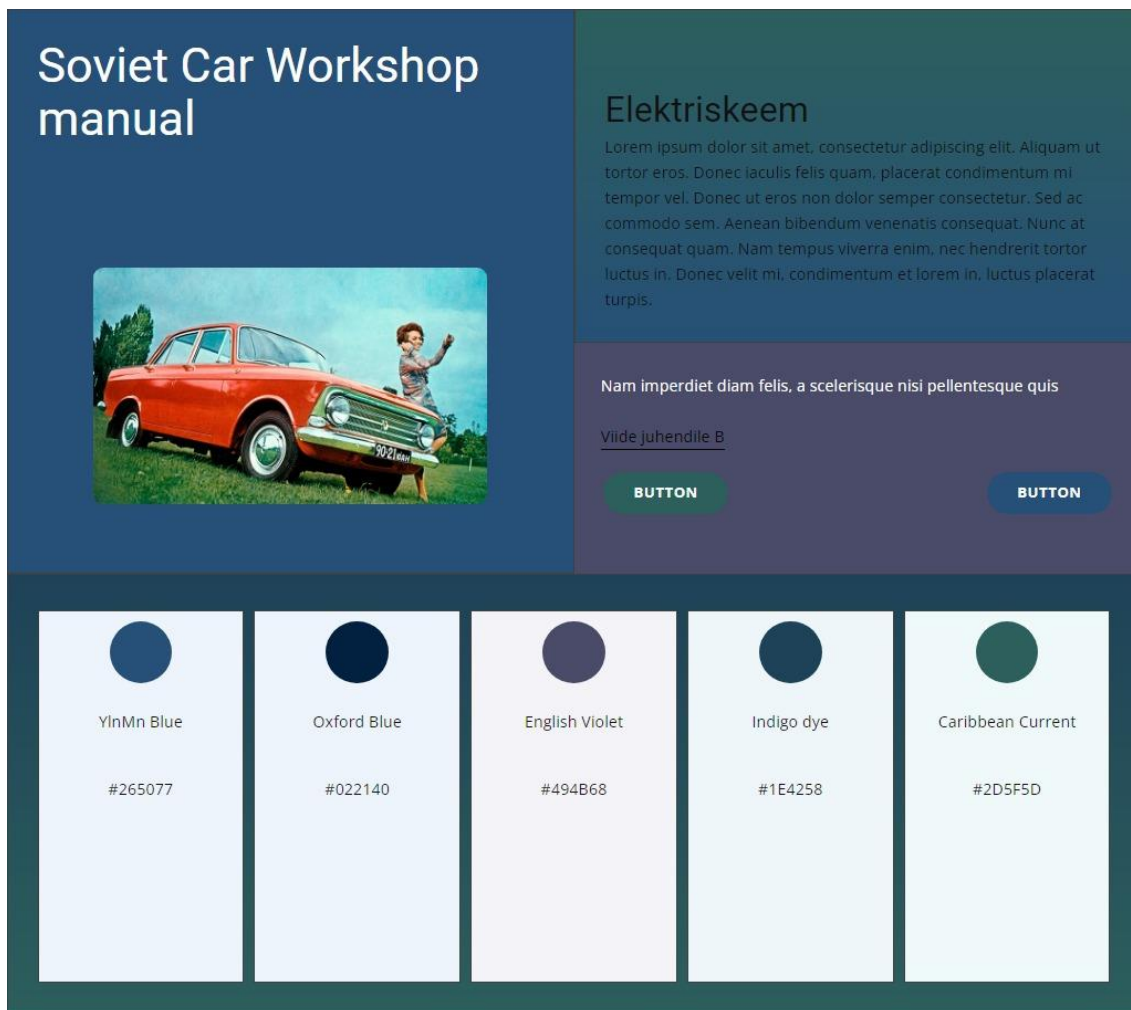 Soviet Car Workshop
manual
Elektriskeem
Lorem ipsum dolor sit amet, consectetur adipiscing elit. Aliquam ut
tortor eros. Donec iaculis felis quam, placerat condimentum mi
tempor vel. Donec ut eros non dolor semper consectetur. Sed ac
commodo sem. Aenean bibendum venenatis consequat. Nunc at
consequat quam. Nam tempus viverra enim, nec hendrerit tortor
luctus in. Donec velit mi, condimentum et lorem in, luctus placerat
turpis.
90-21
Nam imperdiet diam felis, a scelerisque nisi pellentesque quis
Viide juhendile B
BUTTON
BUTTON
YlnMn Blue
Oxford Blue
English Violet
Indigo dye
Caribbean Current
#265077
#022140
#494B68
#1E4258
#2D5F5D